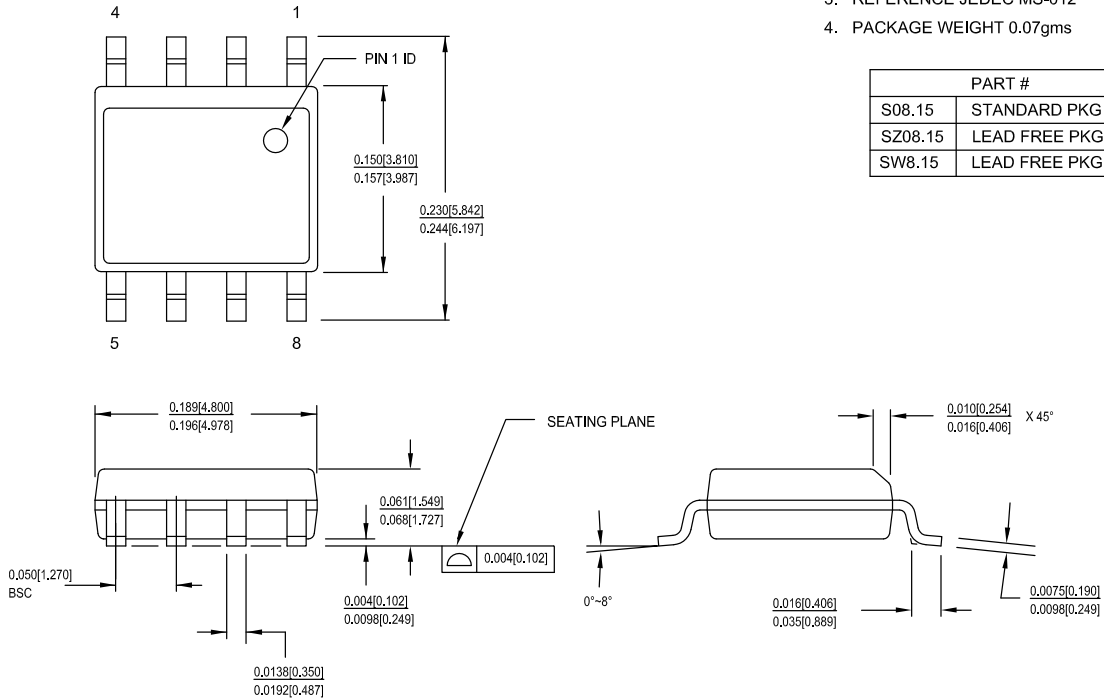 3. REFERENCE JEDEC MS-012
4. PACKAGE WEIGHT 0.07gms
PART #
S08.15 STANDARD PKG
SZ08.15 LEAD FREE PKG
SW8.15 LEAD FREE PKG
4 1
PIN 1 ID
0.150[3.810]
0.157[3.987]
0.230[5.842]
0.244[6.197]
5 8
0.189[4.800]
0.196[4.978]
SEATING PLANE
0.010[0.254]
0.016[0.406]
X 45°
0.061[1.549]
0.068[1.727]
0.004[0.102]
0.050[1.270]
BSC
0.004[0.102]
0.0098[0.249]
0°~8°
0.016[0.406]
0.035[0.889]
0.0075[0.190]
0.0098[0.249]
0.0138[0.350]
0.0192[0.487]